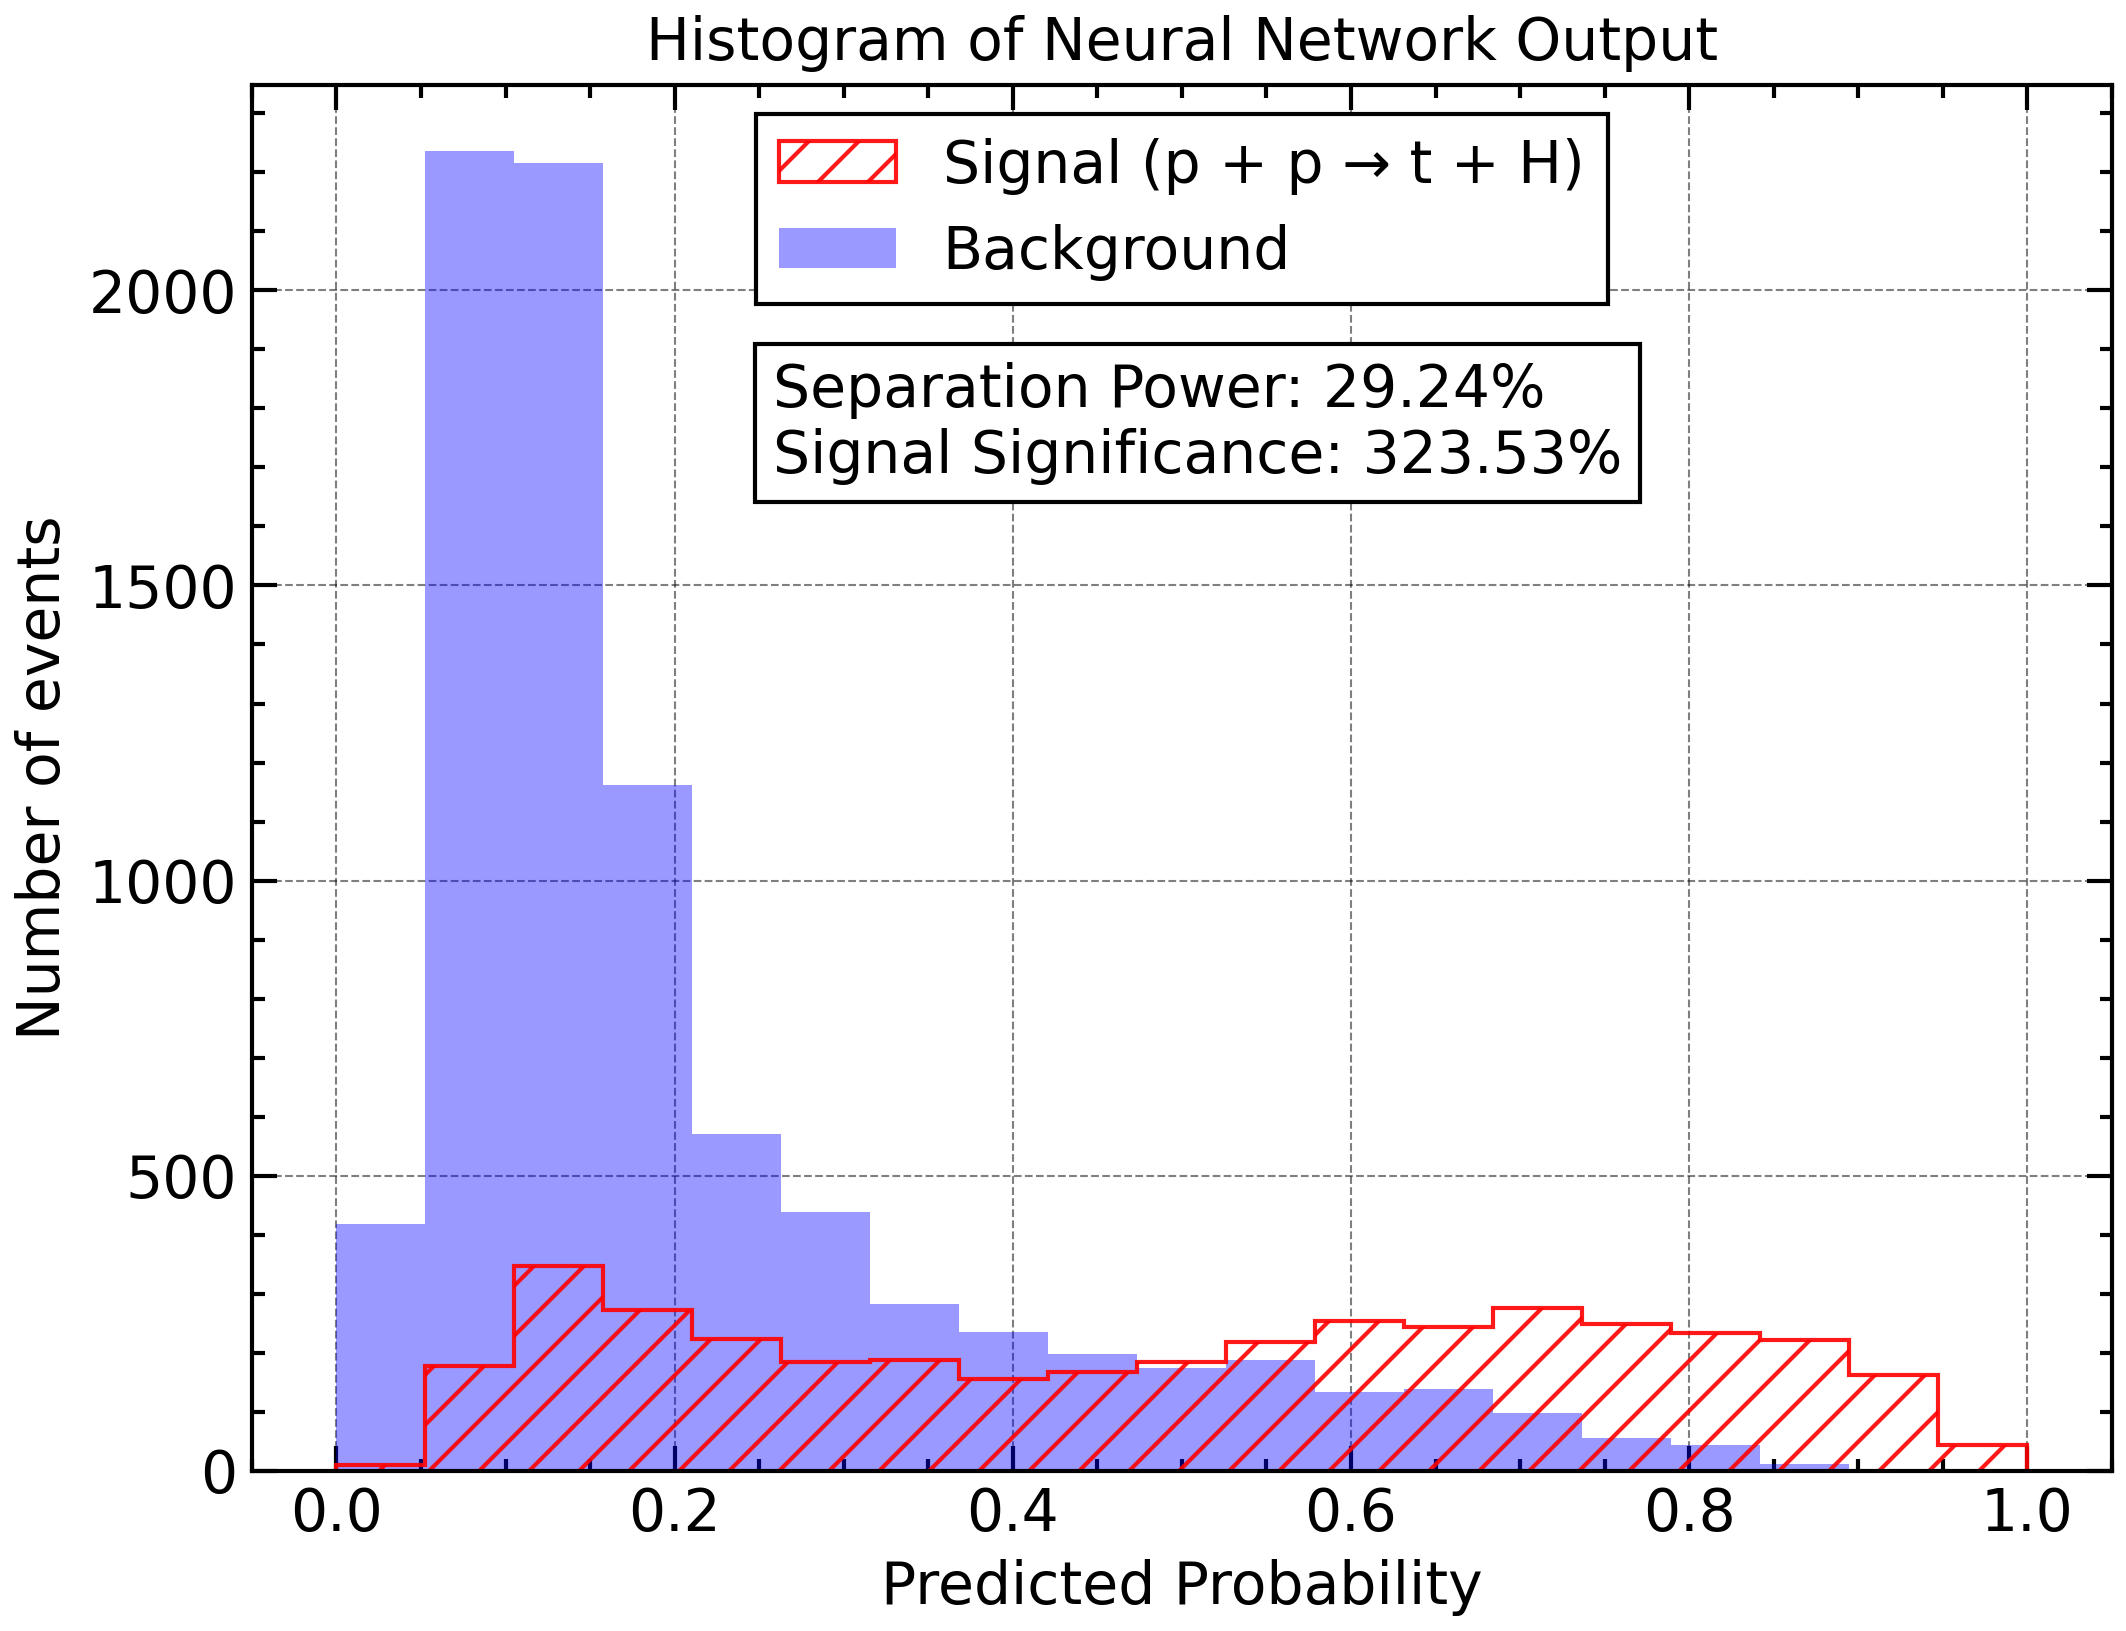 Histogram of Neural Network Output
Signal (p + p → t + H)
Background
Separation Power: 29.24%
Signal Significance: 323.53%
Number of events
2000
1500
1000
500
0
0.0 0.2 0.4 0.6 0.8 1.0
Predicted Probability